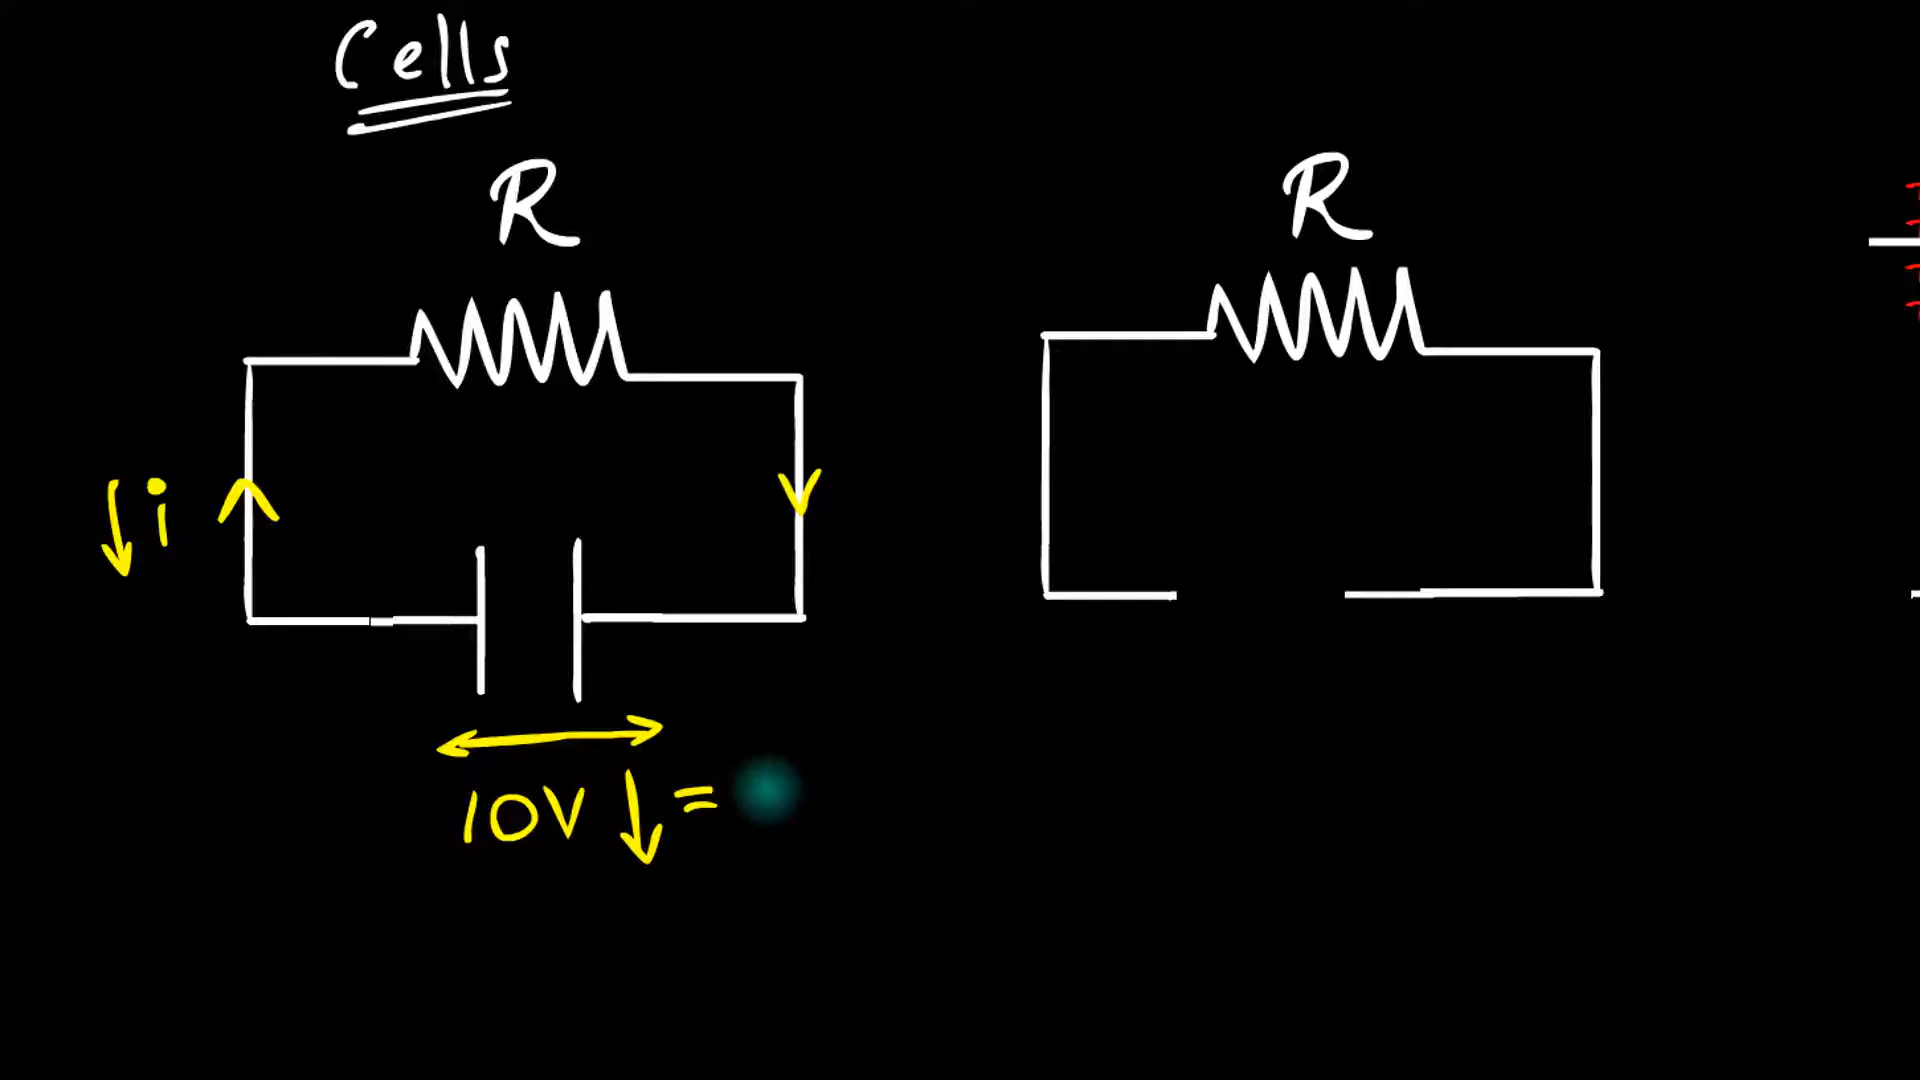 Cells
R R
↓ i
10V ↓ =